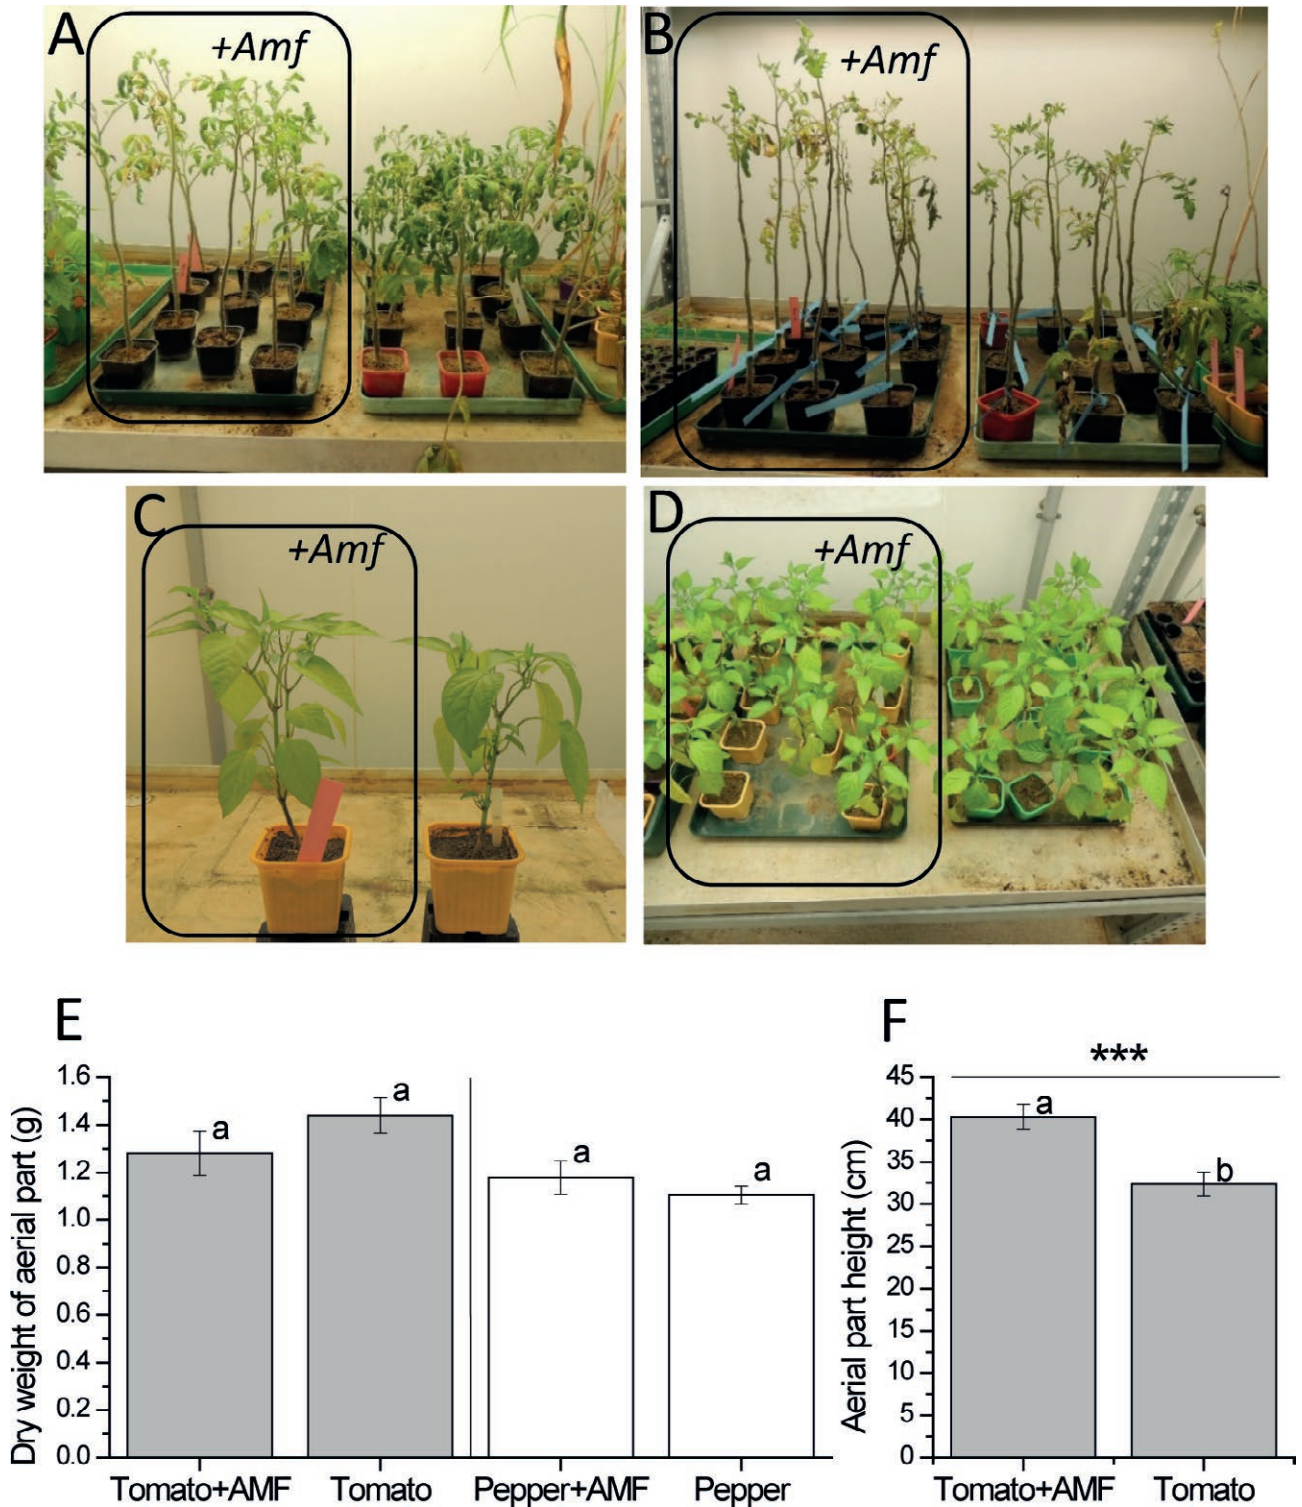 A
+Amf
B
+Amf
C
+Amf
D
+Amf
E
Dry weight of aerial part (g)
1.6
1.4
1.2
1.0
0.8
0.6
0.4
0.2
0.0
a
a
a
a
Tomato+AMF
Tomato
Pepper+AMF
Pepper
F
***
Aerial part height (cm)
45
40
35
30
25
20
15
10
5
0
a
b
Tomato+AMF
Tomato